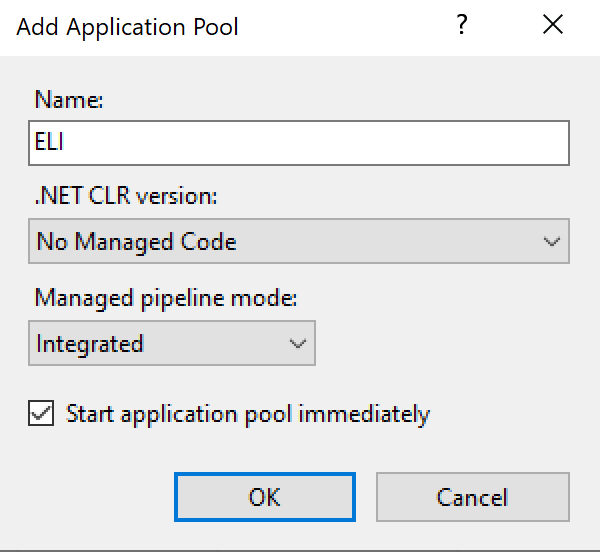 Add Application Pool ?
Name:
ELI
.NET CLR version:
No Managed Code
Managed pipeline mode:
Integrated
Start application pool immediately
OK Cancel